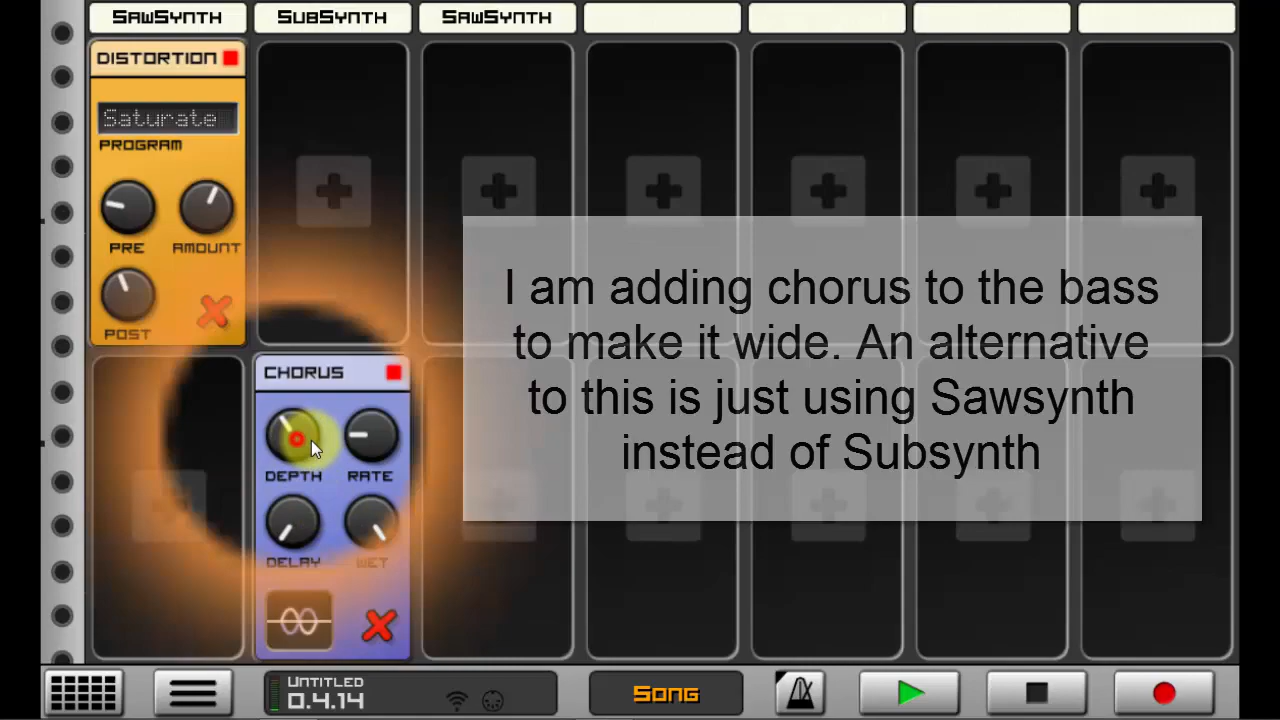 SawSynth SubSynth SawSynth
Distortion
Saturate
Program
Pre Amount
Post
I am adding chorus to the bass
to make it wide. An alternative
to this is just using Sawsynth
instead of Subsynth
Chorus
Depth Rate
Delay Wet
Untitled
0.4.14
Song